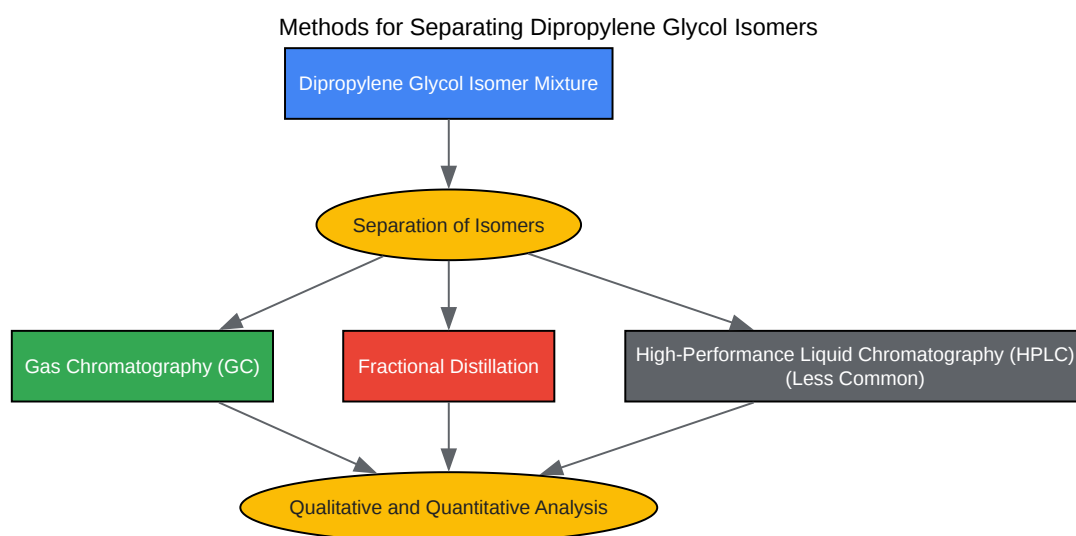 Methods for Separating Dipropylene Glycol Isomers
Dipropylene Glycol Isomer Mixture
Separation of Isomers
Gas Chromatography (GC)
Fractional Distillation
High-Performance Liquid Chromatography (HPLC)
(Less Common)
Qualitative and Quantitative Analysis